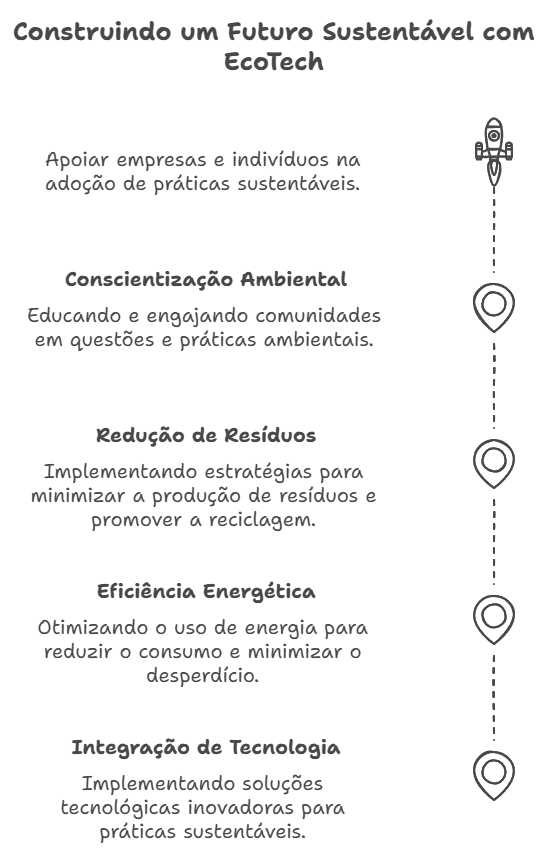 Construindo um Futuro Sustentável com
EcoTech
Apoiar empresas e indivíduos na
adoção de práticas sustentáveis.
Conscientização Ambiental
Educando e engajando comunidades
em questões e práticas ambientais.
Redução de Resíduos
Implementando estratégias para
minimizar a produção de resíduos e
promover a reciclagem.
Eficiência Energética
Otimizando o uso de energia para
reduzir o consumo e minimizar o
desperdício.
Integração de Tecnologia
Implementando soluções
tecnológicas inovadoras para
práticas sustentáveis.